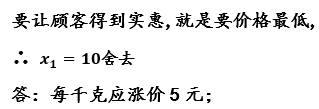 要让顾客得到实惠,就是要价格最低,
∴ x₁ = 10舍去
答：每千克应涨价5元；